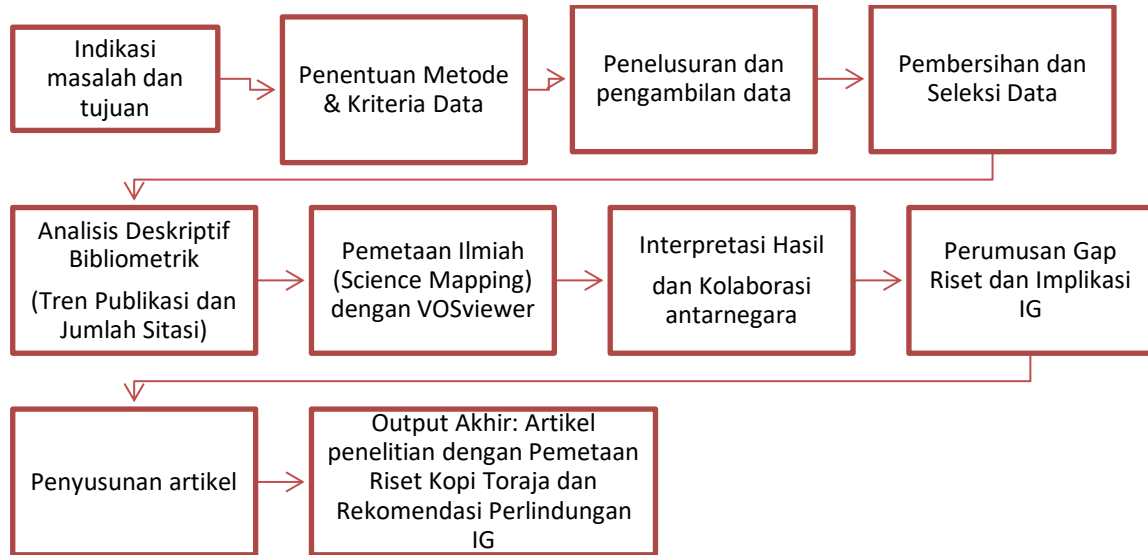 Indikasi
masalah dan
tujuan
Penentuan Metode
& Kriteria Data
Penelusuran dan
pengambilan data
Pembersihan dan
Seleksi Data
Analisis Deskriptif
Bibliometrik
(Tren Publikasi dan
Jumlah Sitasi)
Pemetaan Ilmiah
(Science Mapping)
dengan VOSviewer
Interpretasi Hasil
dan Kolaborasi
antarnegara
Perumusan Gap
Riset dan Implikasi
IG
Penyusunan artikel
Output Akhir: Artikel
penelitian dengan Pemetaan
Riset Kopi Toraja dan
Rekomendasi Perlindungan
IG